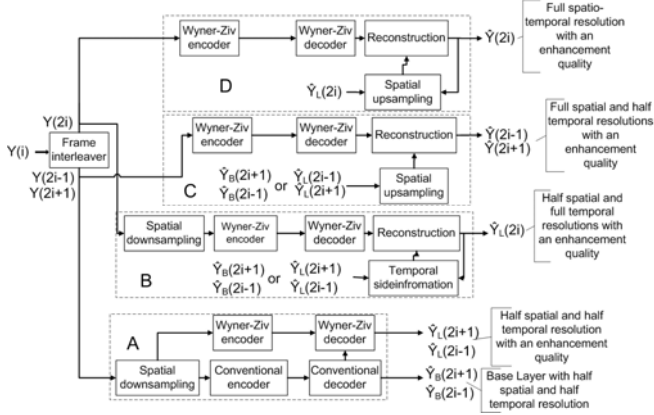 Wyner-Ziv encoder
Wyner-Ziv decoder
Reconstruction
Ŷ(2i)
Full spatio-temporal resolution with an enhancement quality
D
Ŷ_L(2i)
Spatial upsampling
Y(i)
Frame interleaver
Y(2i)
Y(2i-1)
Y(2i+1)
Wyner-Ziv encoder
Wyner-Ziv decoder
Reconstruction
Ŷ(2i-1)
Ŷ(2i+1)
Full spatial and half temporal resolutions with an enhancement quality
C
Ŷ_B(2i+1)
Ŷ_B(2i-1)
or
Ŷ_L(2i-1)
Ŷ_L(2i+1)
Spatial upsampling
Spatial downsampling
Wyner-Ziv encoder
Wyner-Ziv decoder
Reconstruction
Ŷ_L(2i)
Half spatial and full temporal resolutions with an enhancement quality
B
Ŷ_B(2i+1)
Ŷ_B(2i-1)
or
Ŷ_L(2i+1)
Ŷ_L(2i-1)
Temporal sideinfromation
A
Wyner-Ziv encoder
Wyner-Ziv decoder
Ŷ_L(2i+1)
Ŷ_L(2i-1)
Half spatial and half temporal resolution with an enhancement quality
Spatial downsampling
Conventional encoder
Conventional decoder
Ŷ_B(2i+1)
Ŷ_B(2i-1)
Base Layer with half spatial and half temporal resolution